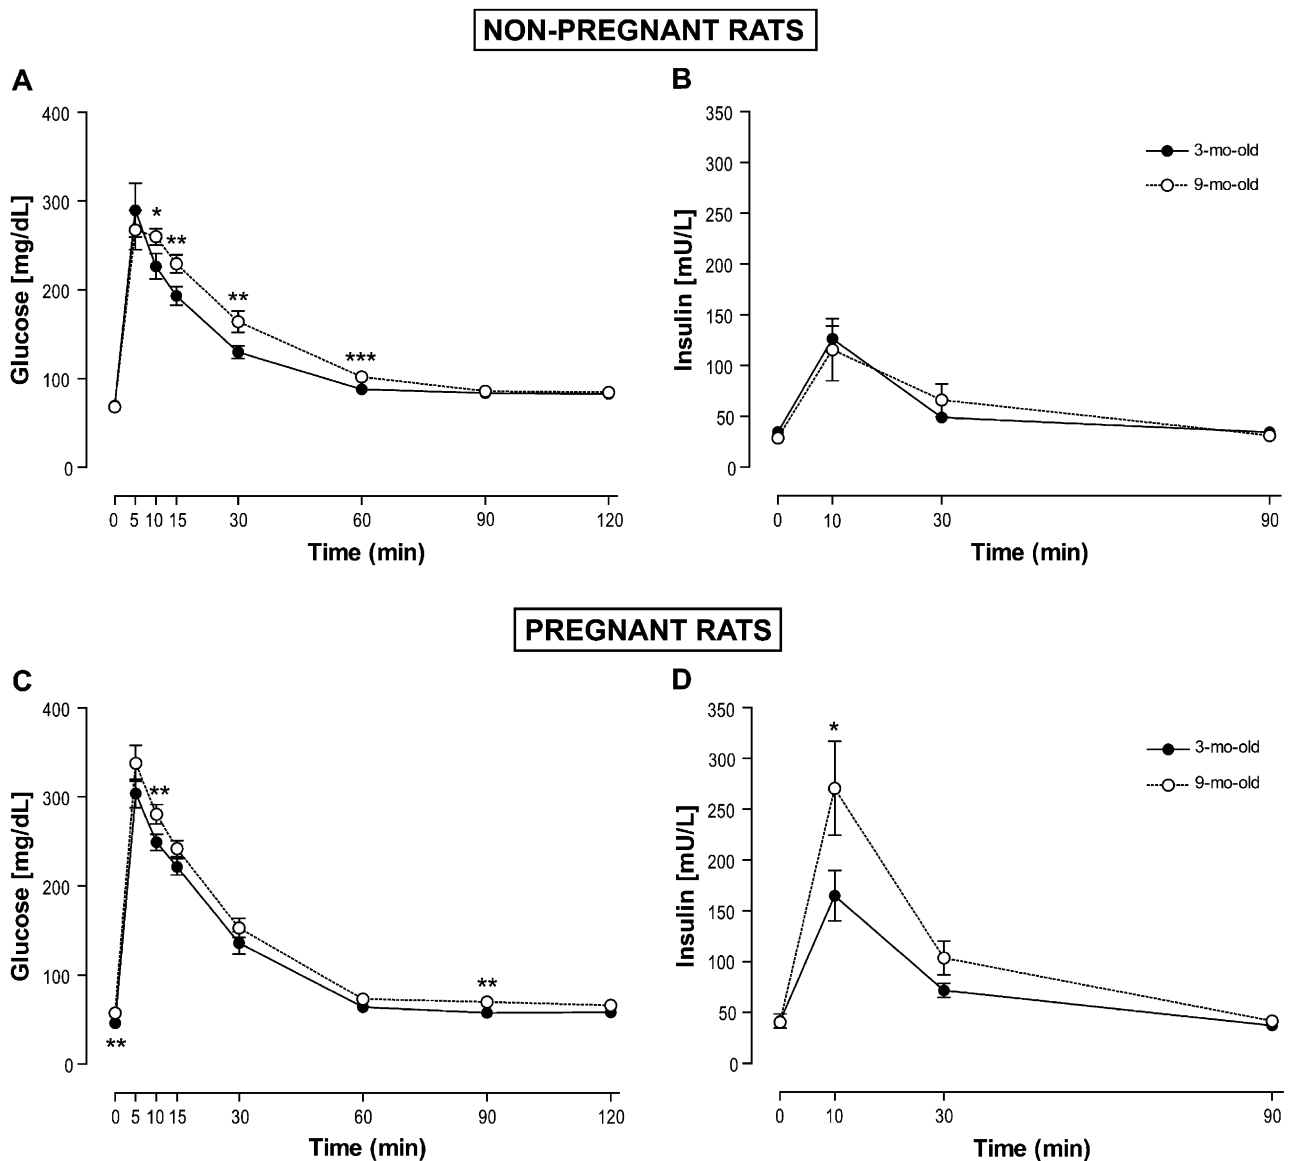 NON-PREGNANT RATS
A
400
300
200
100
0
Glucose [mg/dL]
*
**
**
***
0 5 10 15 30 60 90 120
Time (min)
B
350
300
250
200
150
100
50
0
Insulin [mU/L]
3-mo-old
9-mo-old
0 10 30 90
Time (min)
PREGNANT RATS
C
400
300
200
100
0
Glucose [mg/dL]
**
**
**
0 5 10 15 30 60 90 120
Time (min)
D
350
300
250
200
150
100
50
0
Insulin [mU/L]
*
3-mo-old
9-mo-old
0 10 30 90
Time (min)